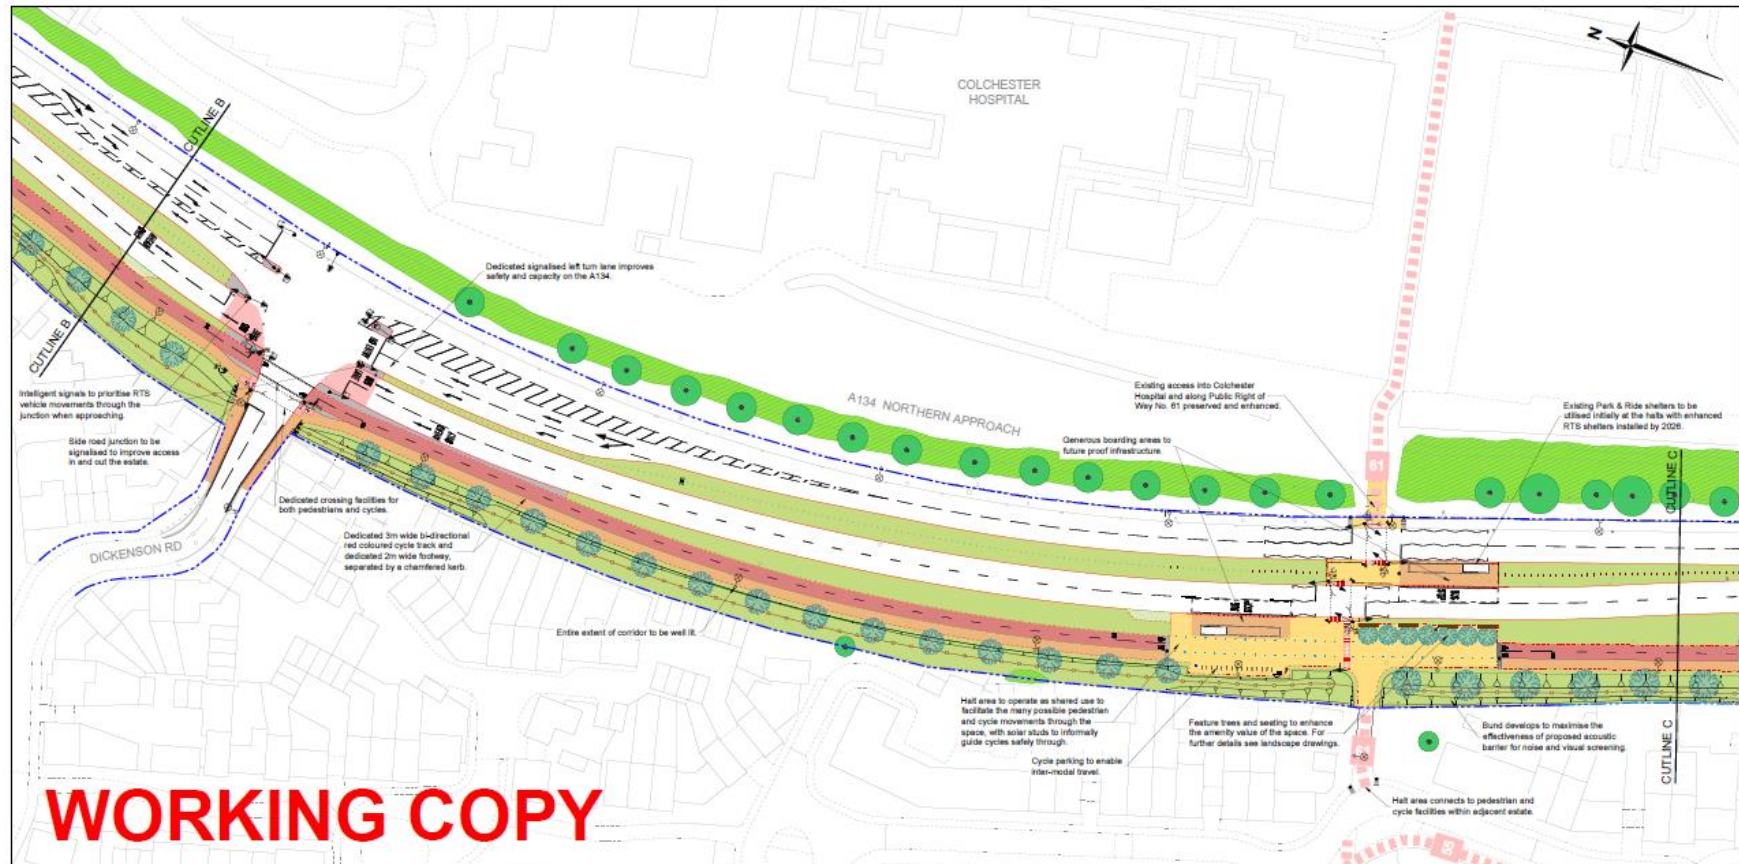 COLCHESTER
HOSPITAL
N
CUTLINE B
CUTLINE B
Dedicated signalised left turn lane improves
safety and capacity on the A134.
A134 NORTHERN APPROACH
Existing access into Colchester
Hospital and along Public Right of
Way No. 61 preserved and enhanced.
Existing Park & Ride shelters to be
utilised initially at the halts with enhanced
RTS shelters installed by 2026.
Generous boarding areas to
future proof infrastructure.
61
CUTLINE C
Intelligent signals to prioritise RTS
vehicle movements through the
junction when approaching.
Side road junction to be
signalised to improve access
in and out the estate.
Dedicated crossing facilities for
both pedestrians and cycles.
Dedicated 3m wide bi-directional
red coloured cycle track and
dedicated 2m wide footway,
separated by a chamfered kerb.
DICKENSON RD
Entire extent of corridor to be well lit.
Halt area to operate as shared use to
facilitate the many possible pedestrian
and cycle movements through the
space, with solar studs to informally
guide cycles safely through.
Feature trees and seating to enhance
the amenity value of the space. For
further details see landscape drawings.
Bund develops to maximise the
effectiveness of proposed acoustic
barrier for noise and visual screening.
Cycle parking to enable
inter-modal travel.
61
CUTLINE C
Halt area connects to pedestrian and
cycle facilities within adjacent estate.
WORKING COPY